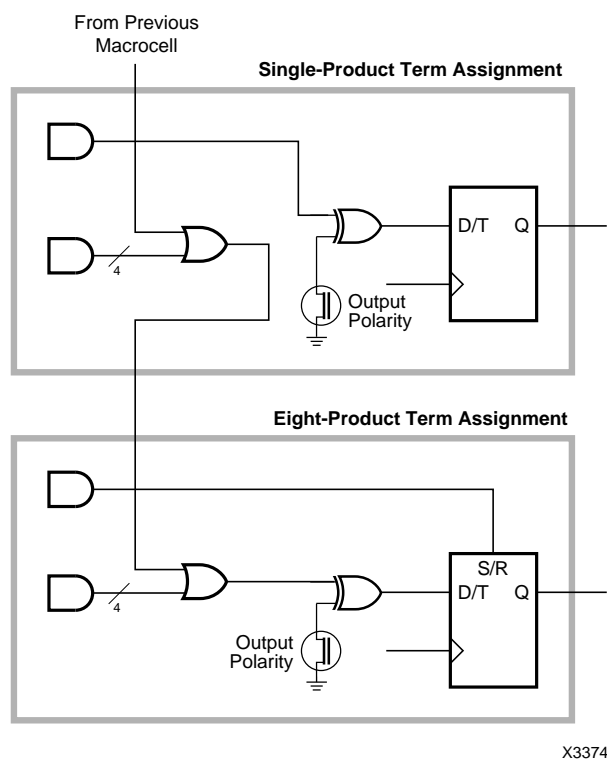 From Previous
Macrocell
Single-Product Term Assignment
4
D/T Q
Output
Polarity
Eight-Product Term Assignment
S/R
D/T Q
4
Output
Polarity
X3374